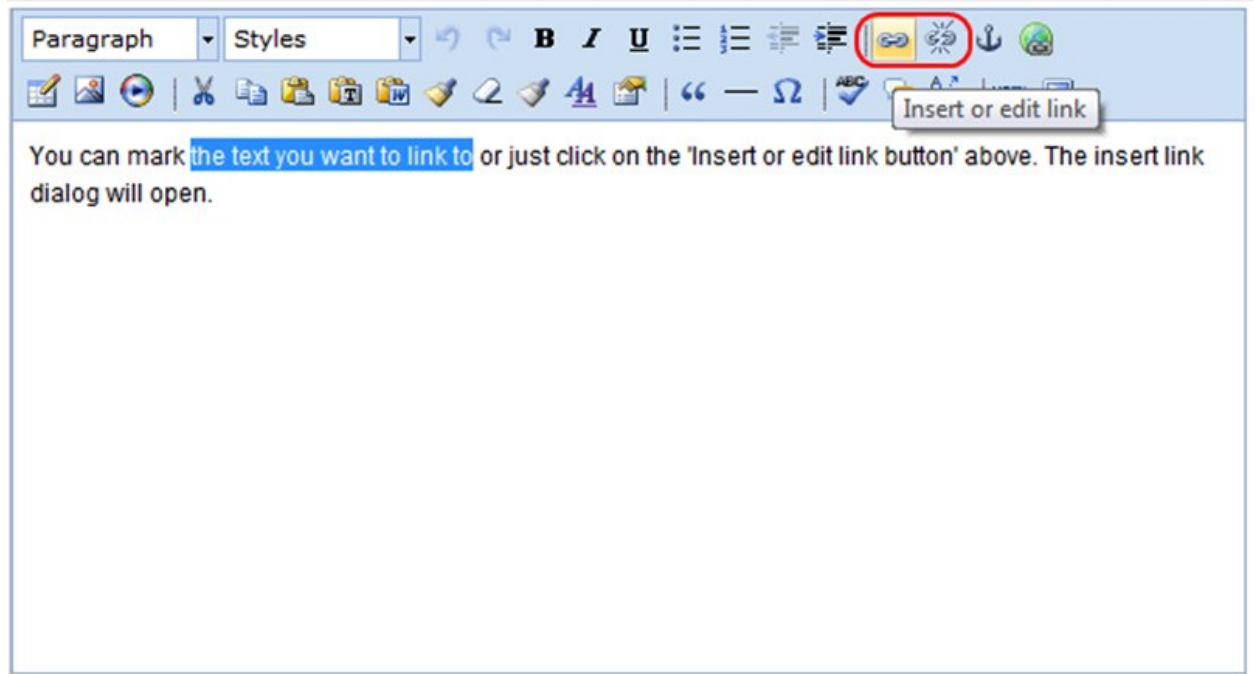 Paragraph Styles B I U
ABC
Insert or edit link
You can mark the text you want to link to or just click on the 'Insert or edit link button' above. The insert link
dialog will open.